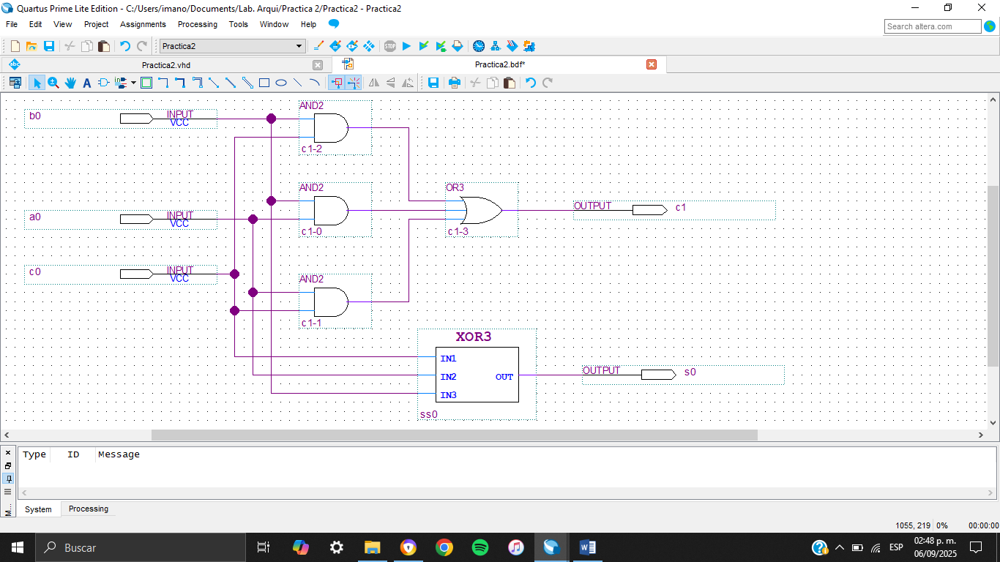 Quartus Prime Lite Edition - C:/Users/imano/Documents/Lab. Arqui/Practica 2/Practica2 - Practica2
File Edit View Project Assignments Processing Tools Window Help
Search altera.com
Practica2
STOP
abc Practica2.vhd Practica2.bdf*
A
b0 INPUT VCC
AND2
c1-2
a0 INPUT VCC
AND2
c1-0
OR3
c1-3
OUTPUT c1
c0 INPUT VCC
AND2
c1-1
XOR3
IN1
IN2 OUT
IN3
ss0
OUTPUT s0
Type ID Message
System Processing
1055, 219 0% 00:00:00
Buscar
ESP
02:48 p. m.
06/09/2025